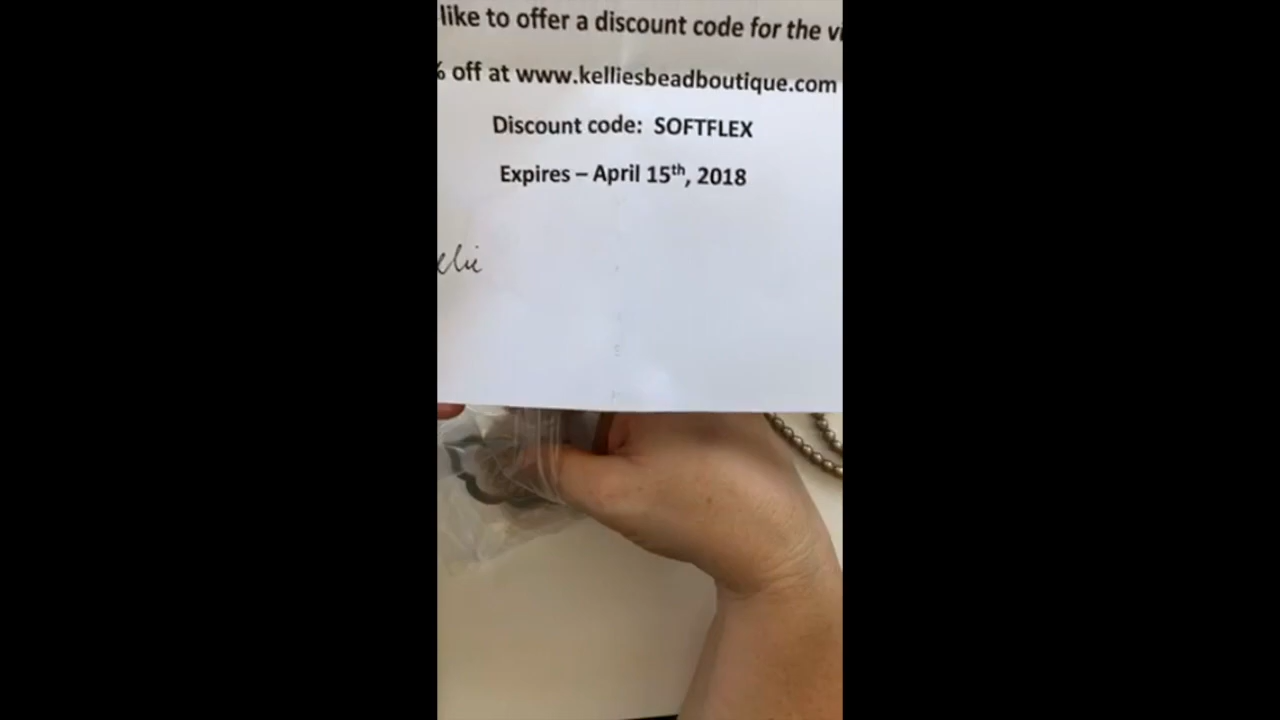 like to offer a discount code for the
% off at www.kelliesbeadboutique.com
Discount code: SOFTFLEX
Expires – April 15th, 2018